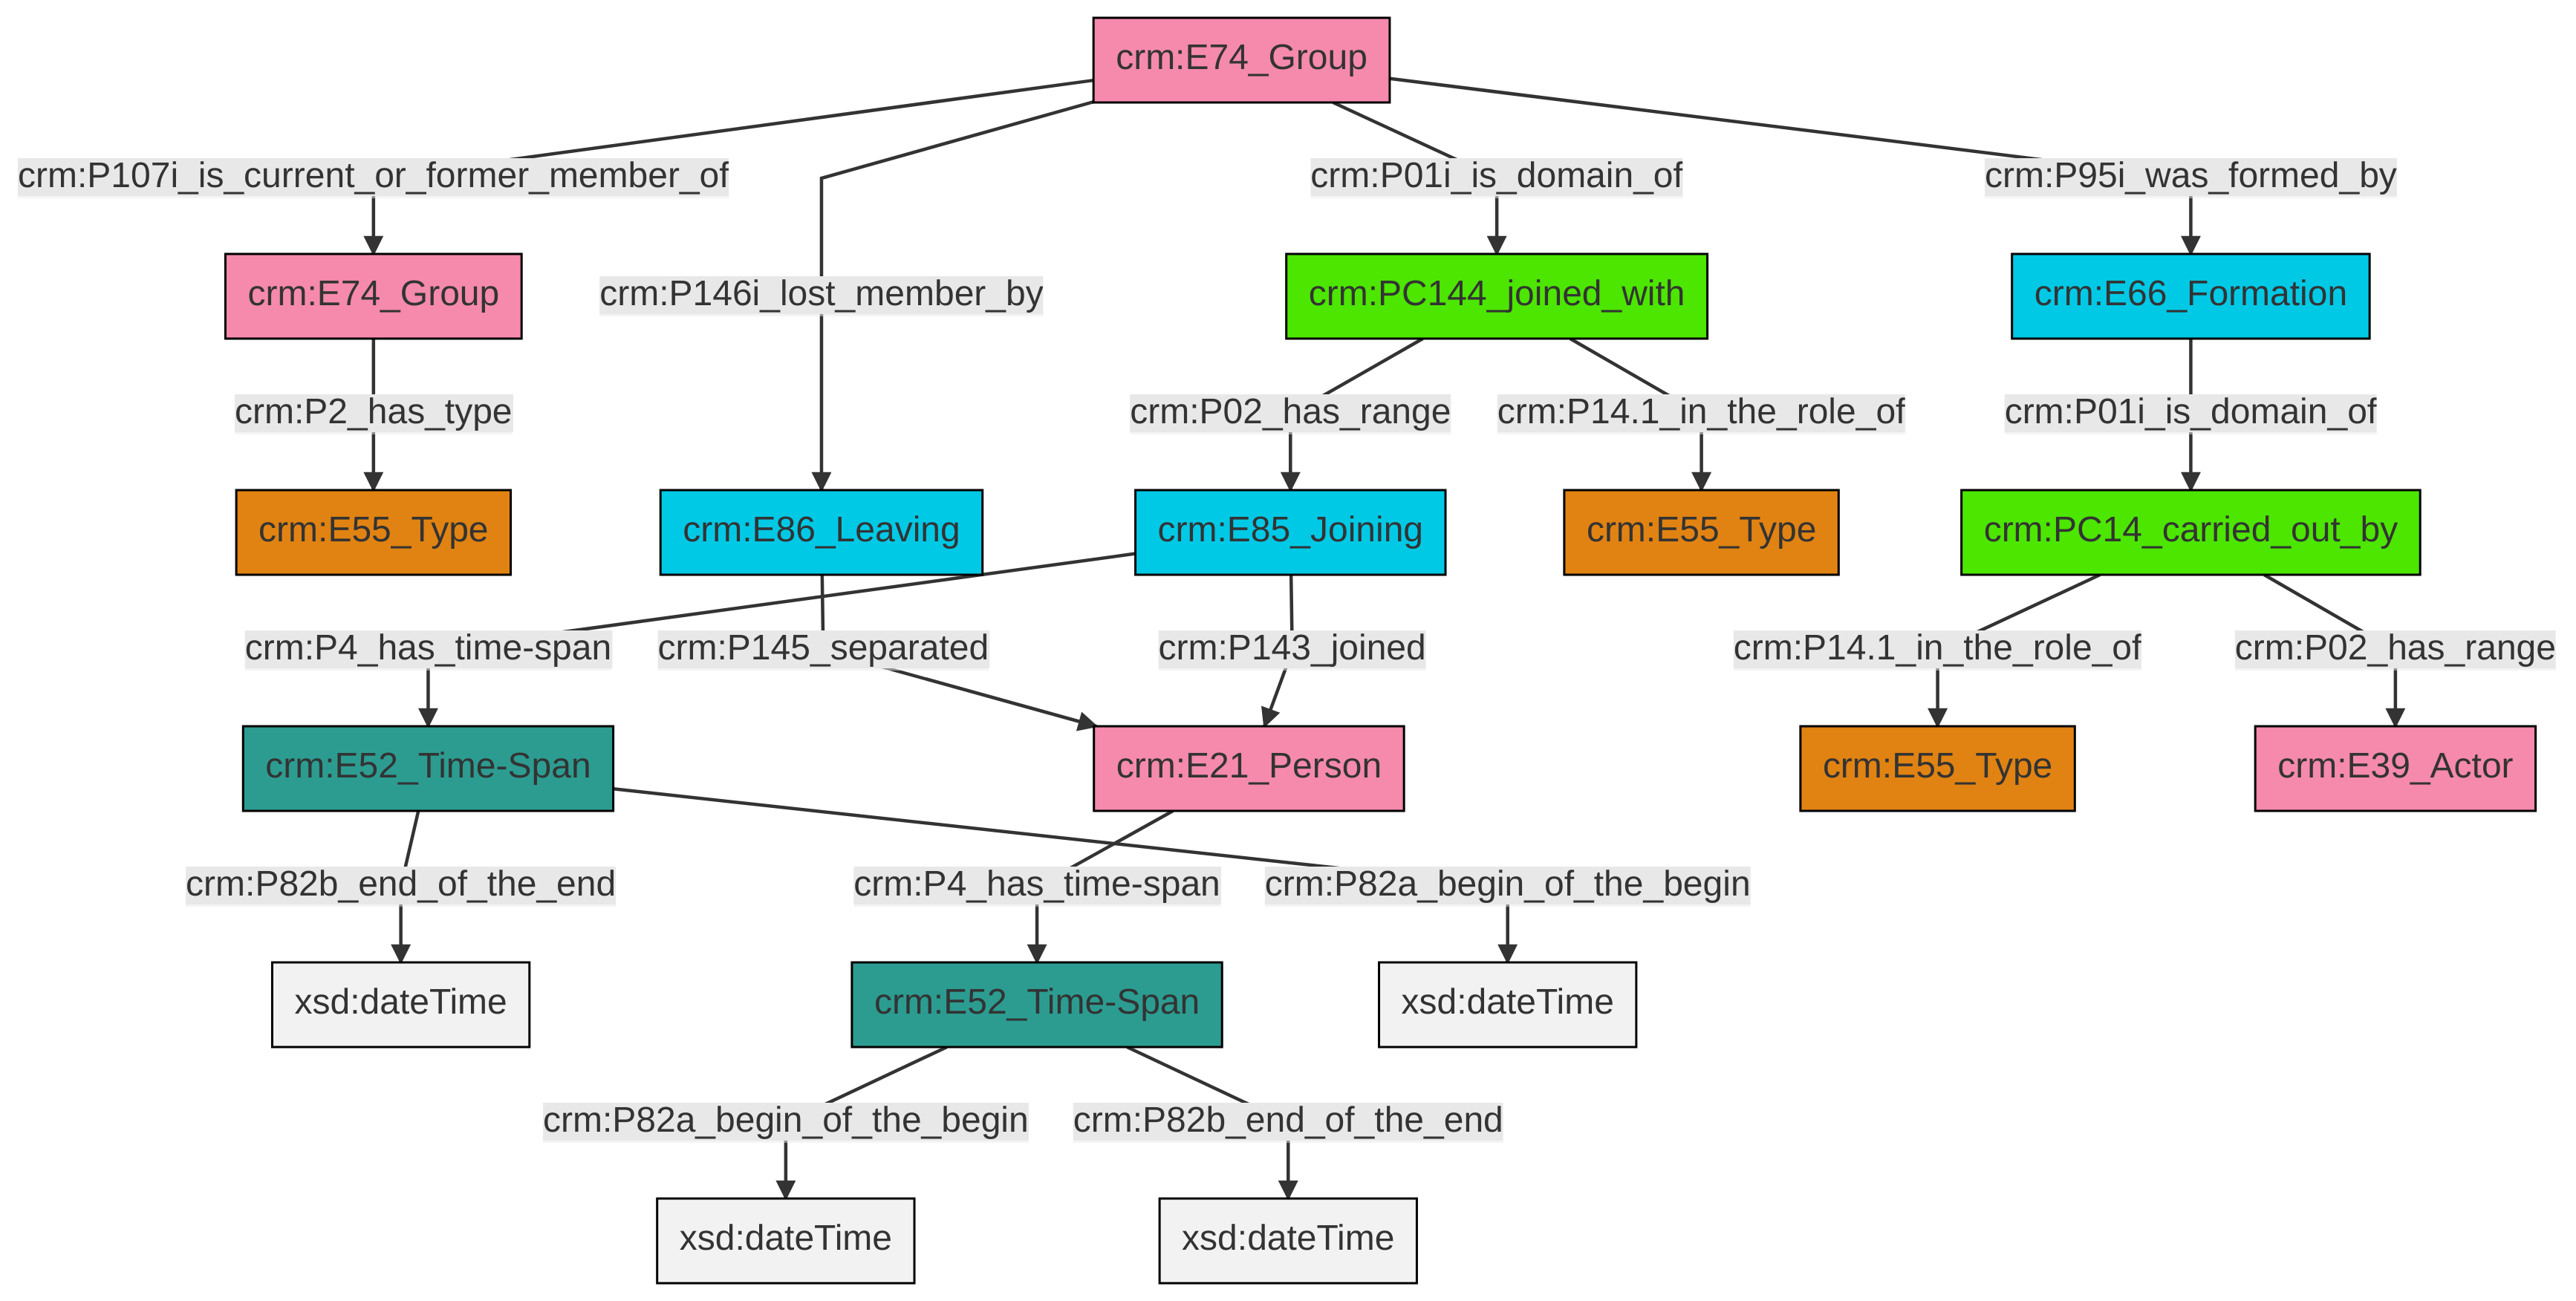 crm:E74_Group
crm:P107i_is_current_or_former_member_of
crm:P01i_is_domain_of
crm:P95i_was_formed_by
crm:E74_Group
crm:P146i_lost_member_by
crm:PC144_joined_with
crm:E66_Formation
crm:P2_has_type
crm:P02_has_range
crm:P14.1_in_the_role_of
crm:P01i_is_domain_of
crm:E55_Type
crm:E86_Leaving
crm:E85_Joining
crm:E55_Type
crm:PC14_carried_out_by
crm:P4_has_time-span
crm:P145_separated
crm:P143_joined
crm:P14.1_in_the_role_of
crm:P02_has_range
crm:E52_Time-Span
crm:E21_Person
crm:E55_Type
crm:E39_Actor
crm:P82b_end_of_the_end
crm:P4_has_time-span
crm:P82a_begin_of_the_begin
xsd:dateTime
crm:E52_Time-Span
xsd:dateTime
crm:P82a_begin_of_the_begin
crm:P82b_end_of_the_end
xsd:dateTime
xsd:dateTime